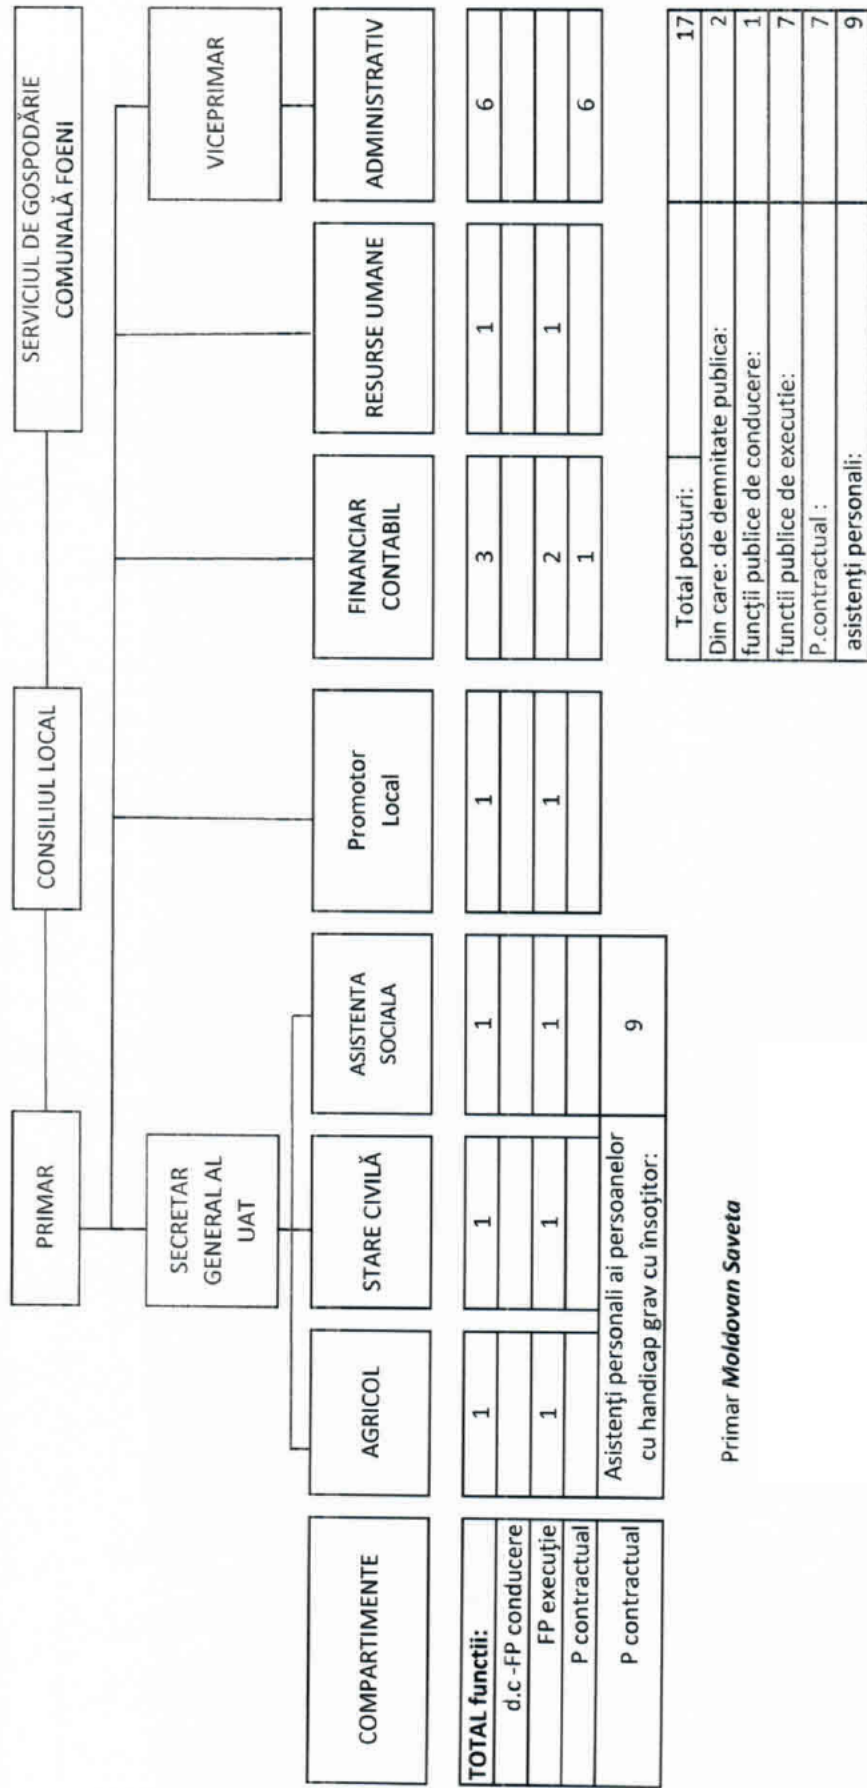 PRIMAR
CONSILIUL LOCAL
SERVICIUL DE GOSPODĂRIE
COMUNALĂ FOENI
SECRETAR
GENERAL AL
UAT
VICEPRIMAR
COMPARTIMENTE
AGRICOL
STARE CIVILĂ
ASISTENTA
SOCIALA
Promotor
Local
FINANCIAR
CONTABIL
RESURSE UMANE
ADMINISTRATIV
TOTAL functii: 1 1 1 1 3 1 6
d.c -FP conducere
FP execuţie 1 1 1 1 2 1
P contractual 1 6
P contractual
Asistenţi personali ai persoanelor
cu handicap grav cu însoţitor:
9
Total posturi: 17
Din care: de demnitate publica: 2
funcţii publice de conducere: 1
functii publice de executie: 7
P.contractual : 7
asistenţi personali: 9
Primar Moldovan Saveta